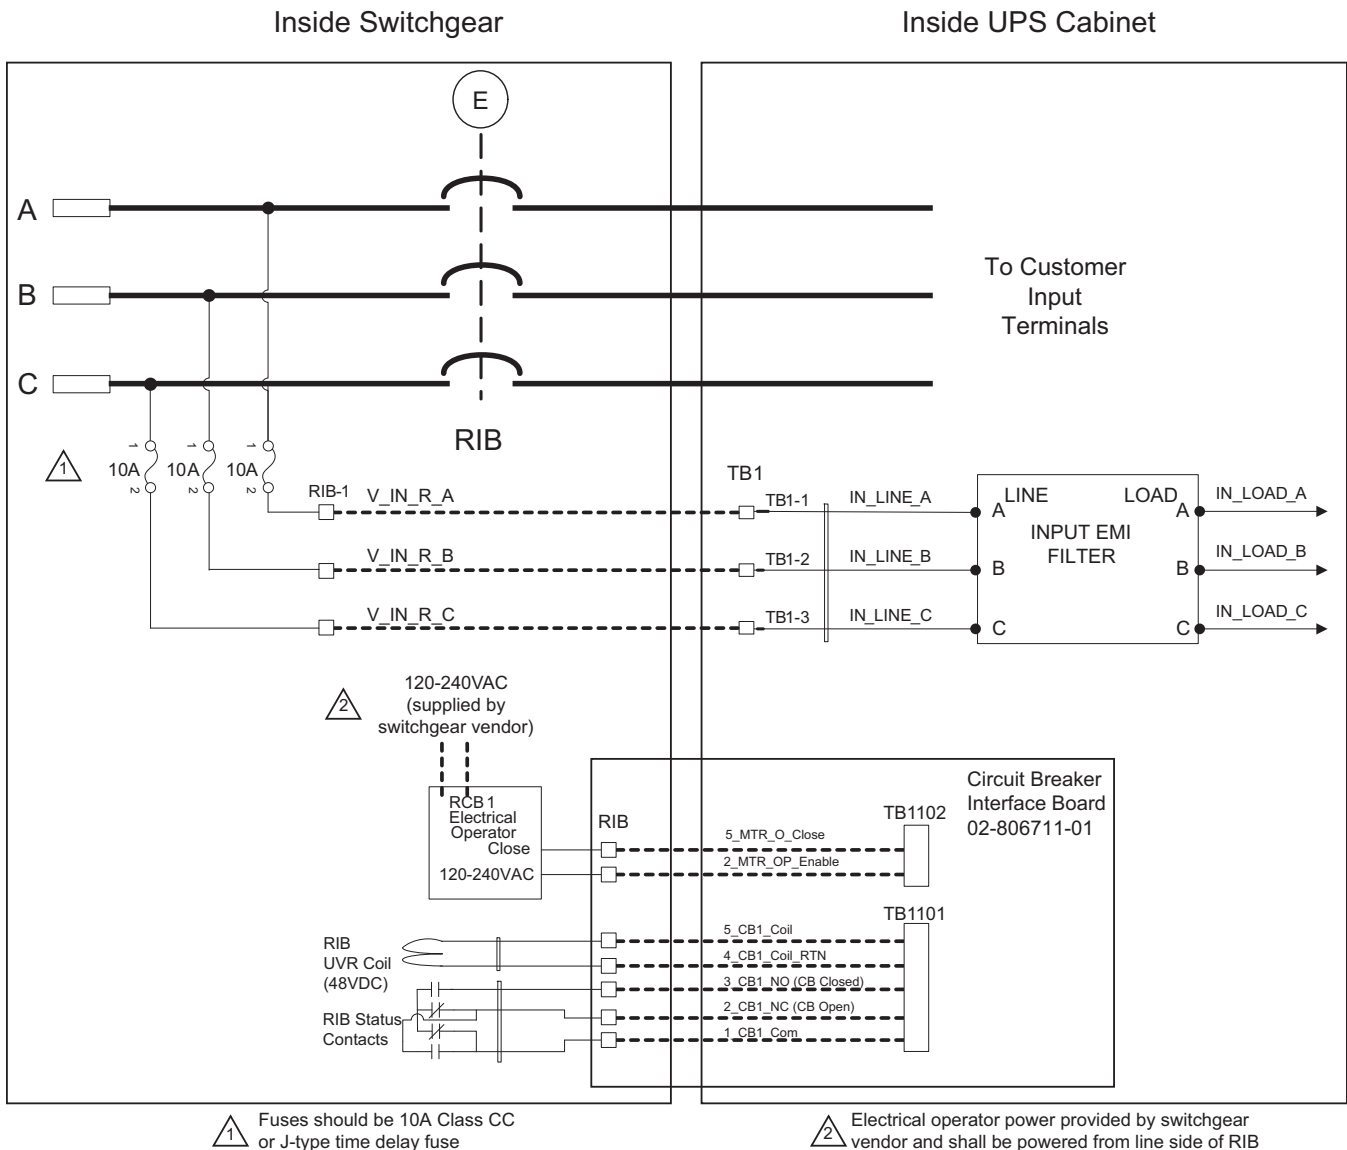 Inside Switchgear
Inside UPS Cabinet
E
A
B
C
To Customer
Input
Terminals
RIB
1
1
1
1
10A
10A
10A
2
2
2
RIB-1
V_IN_R_A
V_IN_R_B
V_IN_R_C
TB1
TB1-1
TB1-2
TB1-3
IN_LINE_A
IN_LINE_B
IN_LINE_C
LINE
LOAD
A
A
INPUT EMI
FILTER
B
B
C
C
IN_LOAD_A
IN_LOAD_B
IN_LOAD_C
2
120-240VAC
(supplied by
switchgear vendor)
RCB1
Electrical
Operator
Close
120-240VAC
RIB
5_MTR_O_Close
2_MTR_OP_Enable
TB1102
Circuit Breaker
Interface Board
02-806711-01
TB1101
RIB
UVR Coil
(48VDC)
RIB Status
Contacts
5_CB1_Coil
4_CB1_Coil_RTN
3_CB1_NO (CB Closed)
2_CB1_NC (CB Open)
1_CB1_Com
1
Fuses should be 10A Class CC
or J-type time delay fuse
2
Electrical operator power provided by switchgear
vendor and shall be powered from line side of RIB